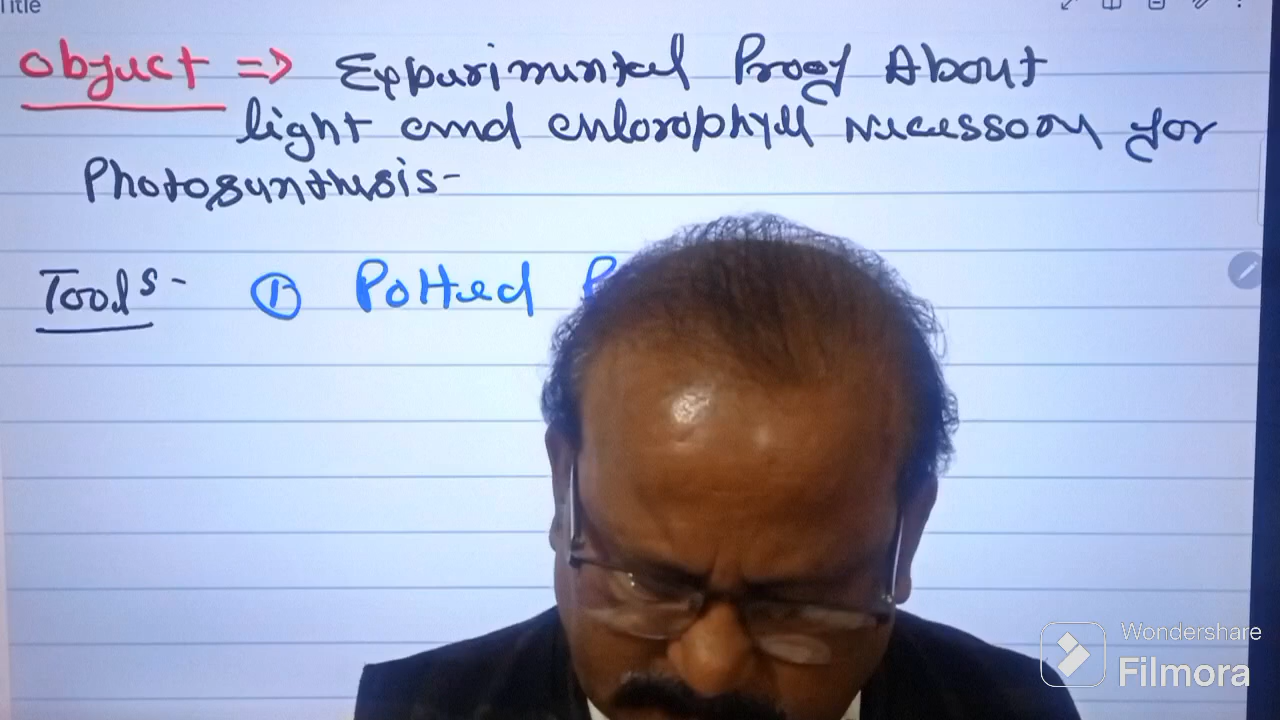 Title
Object => Experimental Proof About
light and chlorophyll necessary for
Photosynthesis-
Tools- ① Potted P
Wondershare
Filmora